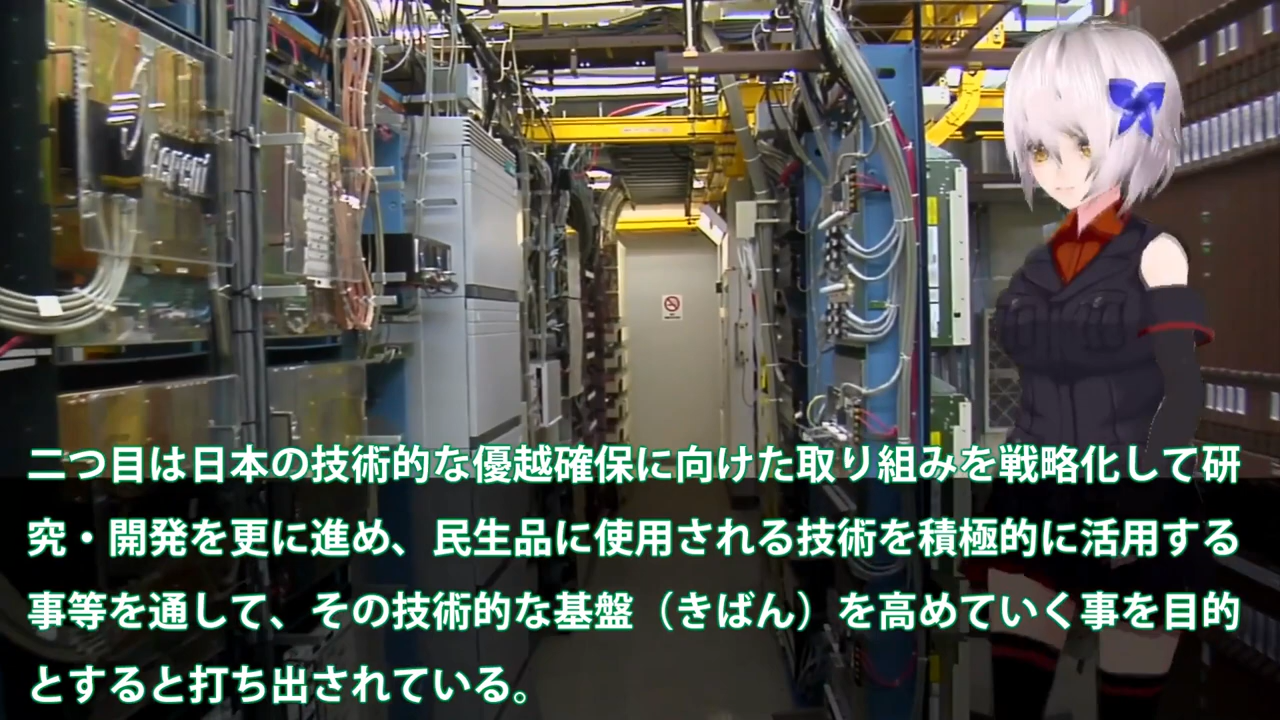 二つ目は日本の技術的な優越確保に向けた取り組みを戦略化して研
究・開発を更に進め、民生品に使用される技術を積極的に活用する
事等を通して、その技術的な基盤（きばん）を高めていく事を目的
とすると打ち出されている。